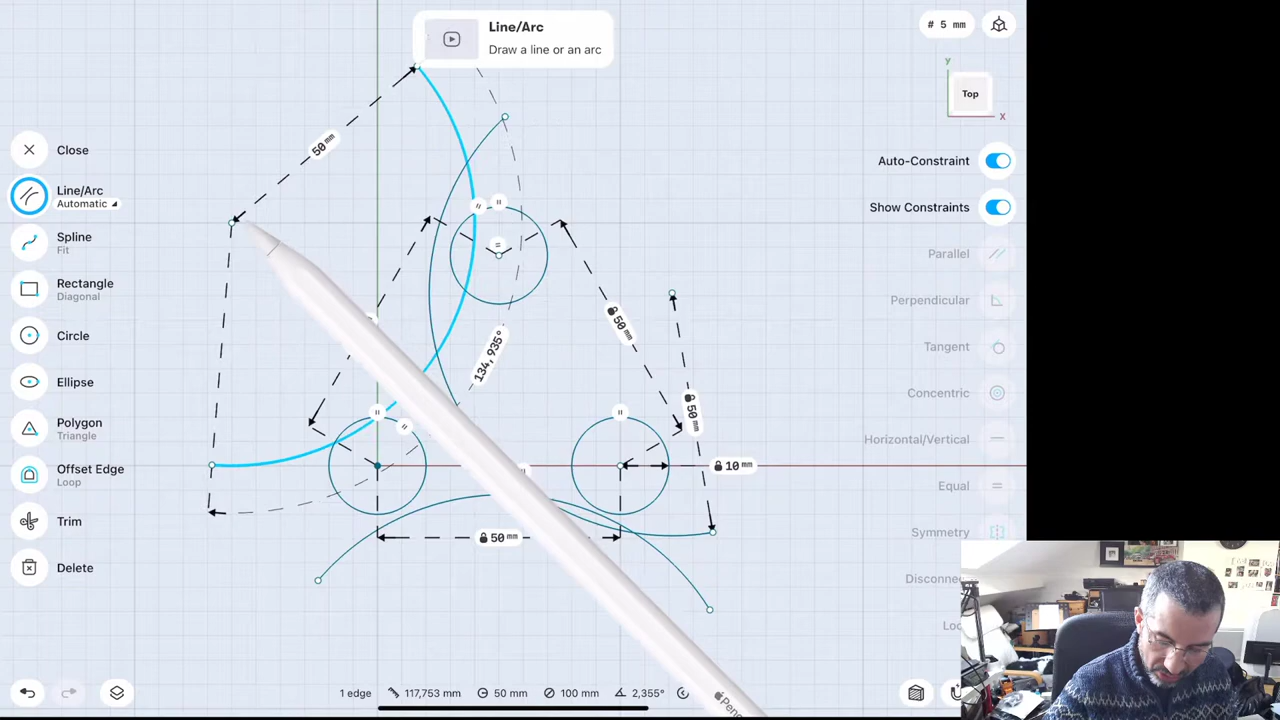 Line/Arc
Draw a line or an arc
# 5 mm
y
Top
X
Close
Line/Arc
Automatic
Spline
Fit
Rectangle
Diagonal
Circle
Ellipse
Polygon
Triangle
Offset Edge
Loop
Trim
Delete
Auto-Constraint
Show Constraints
Parallel
Perpendicular
Tangent
Concentric
Horizontal/Vertical
Equal
Symmetry
50 mm
134,935°
50 mm
50 mm
10 mm
50 mm
1 edge
117,753 mm
50 mm
100 mm
2,355°